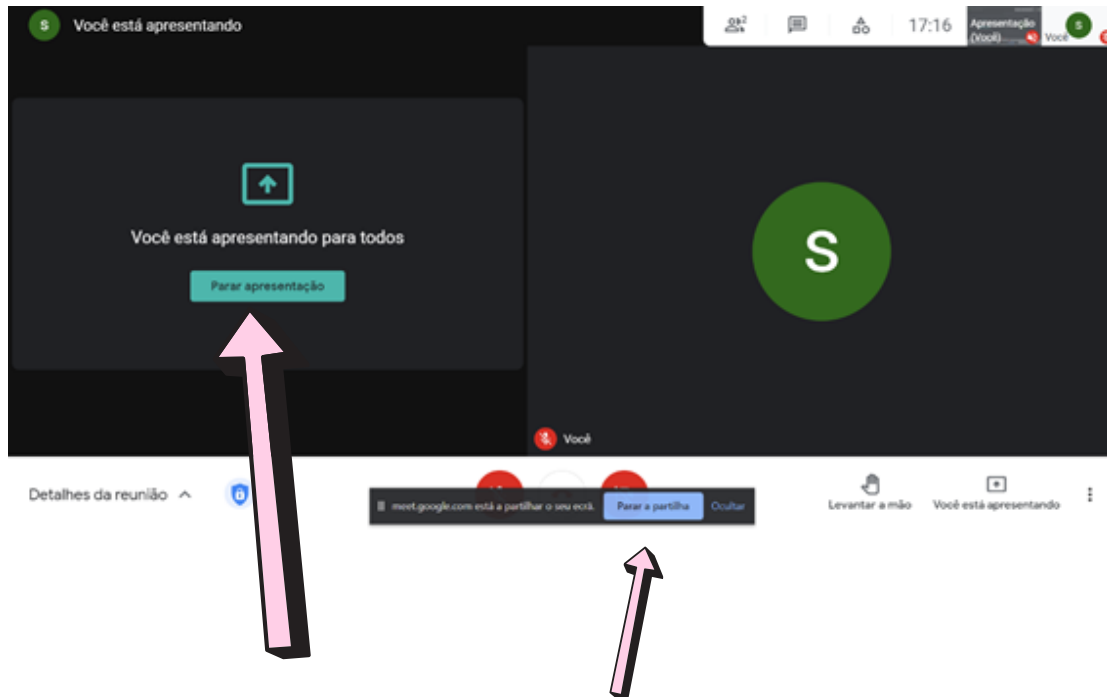 S Você está apresentando
2
17:16
Apresentação
(Você)
Você
S
Você está apresentando para todos
Parar apresentação
S
Você
Detalhes da reunião
meet.google.com está a partilhar o seu ecrã.
Parar a partilha
Ocultar
Levantar a mão
Você está apresentando